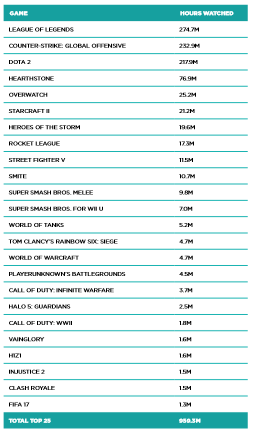 GAME HOURS WATCHED
LEAGUE OF LEGENDS 274.7M
COUNTER-STRIKE: GLOBAL OFFENSIVE 232.9M
DOTA 2 217.9M
HEARTHSTONE 76.9M
OVERWATCH 25.2M
STARCRAFT II 21.2M
HEROES OF THE STORM 19.6M
ROCKET LEAGUE 17.3M
STREET FIGHTER V 11.5M
SMITE 10.7M
SUPER SMASH BROS. MELEE 9.8M
SUPER SMASH BROS. FOR WII U 7.0M
WORLD OF TANKS 5.2M
TOM CLANCY'S RAINBOW SIX: SIEGE 4.7M
WORLD OF WARCRAFT 4.7M
PLAYERUNKNOWN'S BATTLEGROUNDS 4.5M
CALL OF DUTY: INFINITE WARFARE 3.7M
HALO 5: GUARDIANS 2.5M
CALL OF DUTY: WWII 1.8M
VAINGLORY 1.6M
H1Z1 1.6M
INJUSTICE 2 1.5M
CLASH ROYALE 1.5M
FIFA 17 1.3M
TOTAL TOP 25 959.3M